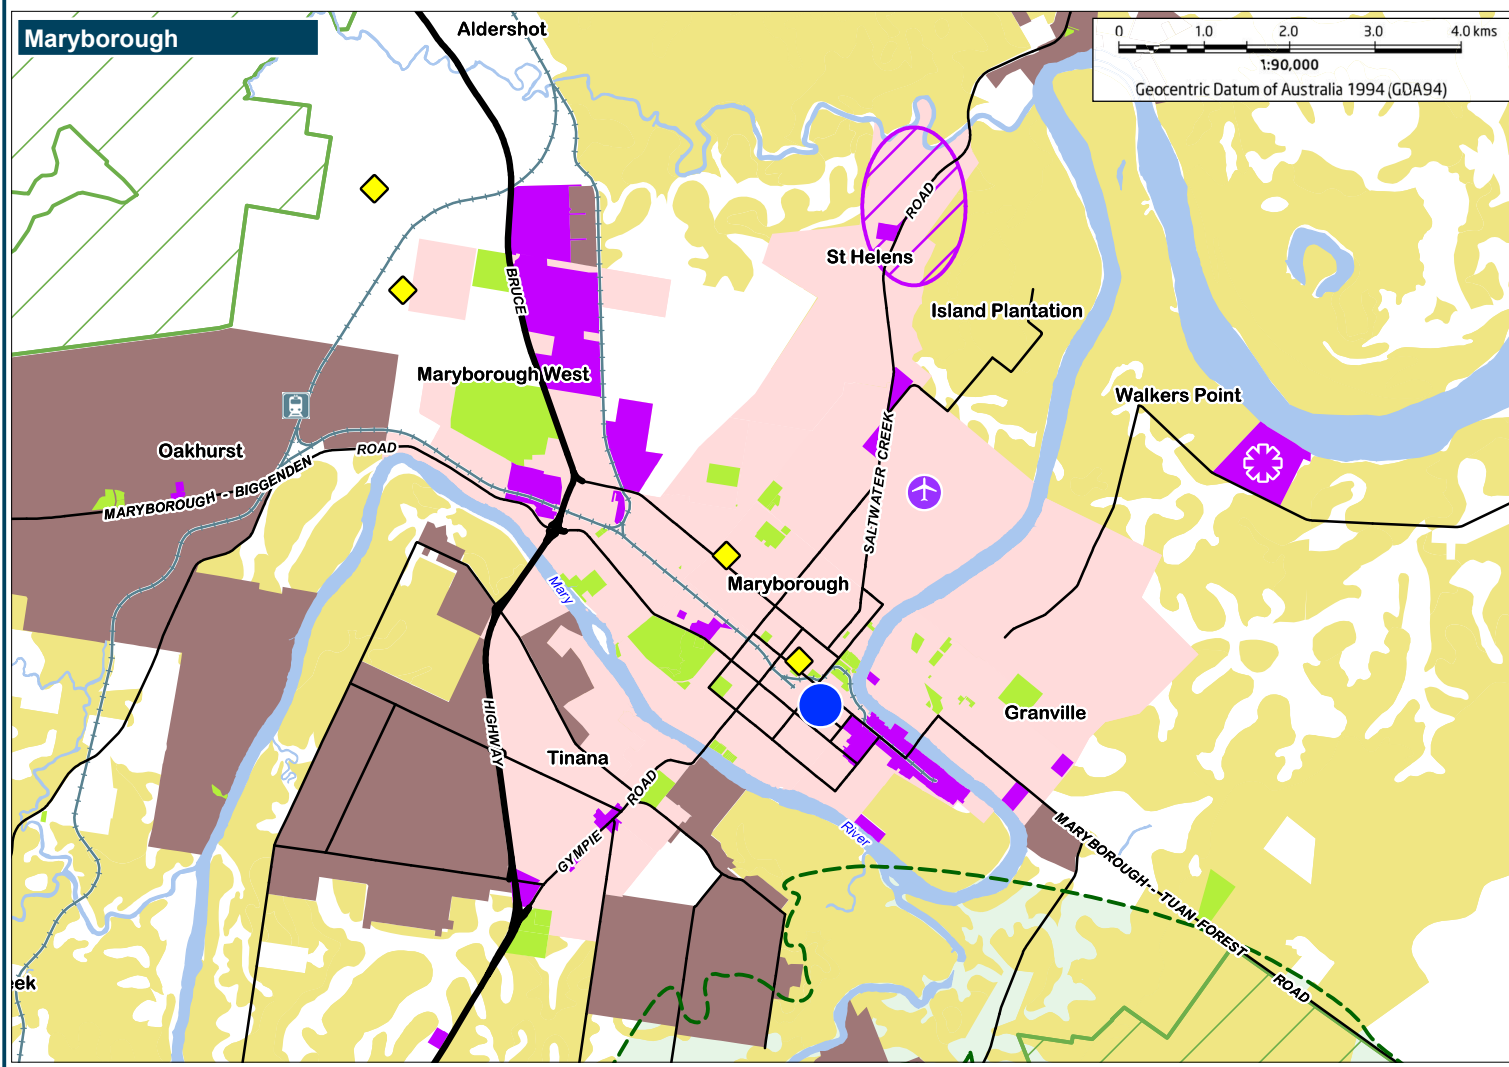 Maryborough
Aldershot
0 1.0 2.0 3.0 4.0 kms
1:90,000
Geocentric Datum of Australia 1994 (GDA94)
ROAD
St Helens
BRUCE
Island Plantation
Maryborough West
Walkers Point
Oakhurst
ROAD
MARYBOROUGH - BIGGENDEN
SALTWATER CREEK
Mary
Maryborough
HIGHWAY
Granville
Tinana
ROAD
GYMPIE
River
MARYBOROUGH--TUAN FOREST
ROAD
eek